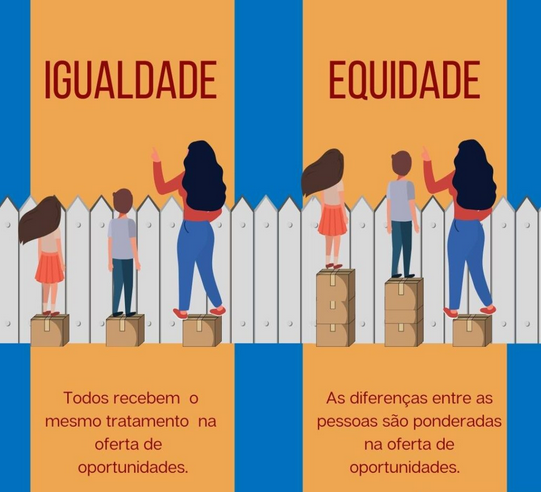 IGUALDADE
Todos recebem o
mesmo tratamento na
oferta de
oportunidades.
EQUIDADE
As diferenças entre as
pessoas são ponderadas
na oferta de
oportunidades.